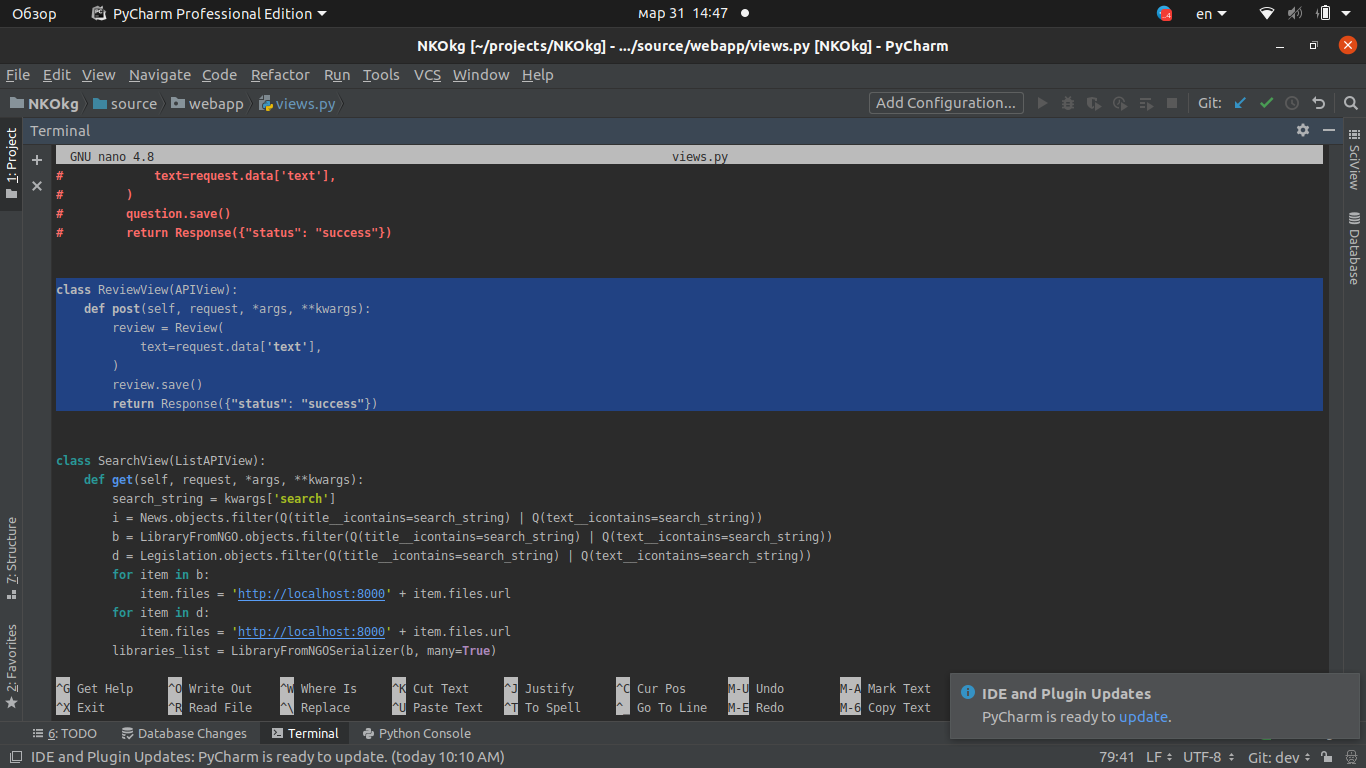 Обзор PyCharm Professional Edition мар 31 14:47 en
NKOkg [~/projects/NKOkg] - .../source/webapp/views.py [NKOkg] - PyCharm
File Edit View Navigate Code Refactor Run Tools VCS Window Help
NKOkg source webapp views.py Add Configuration... Git:
1: Project
Terminal
SciView
Database
GNU nano 4.8 views.py
#             text=request.data['text'],
#         )
#         question.save()
#         return Response({"status": "success"})
class ReviewView(APIView):
    def post(self, request, *args, **kwargs):
        review = Review(
            text=request.data['text'],
        )
        review.save()
        return Response({"status": "success"})
class SearchView(ListAPIView):
    def get(self, request, *args, **kwargs):
        search_string = kwargs['search']
        i = News.objects.filter(Q(title__icontains=search_string) | Q(text__icontains=search_string))
        b = LibraryFromNGO.objects.filter(Q(title__icontains=search_string) | Q(text__icontains=search_string))
        d = Legislation.objects.filter(Q(title__icontains=search_string) | Q(text__icontains=search_string))
        for item in b:
            item.files = 'http://localhost:8000' + item.files.url
        for item in d:
            item.files = 'http://localhost:8000' + item.files.url
        libraries_list = LibraryFromNGOSerializer(b, many=True)
7: Structure
2: Favorites
^G Get Help ^O Write Out ^W Where Is ^K Cut Text ^J Justify ^C Cur Pos M-U Undo M-A Mark Text
^X Exit ^R Read File ^\ Replace ^U Paste Text ^T To Spell ^_ Go To Line M-E Redo M-6 Copy Text
IDE and Plugin Updates
PyCharm is ready to update.
6: TODO Database Changes Terminal Python Console
IDE and Plugin Updates: PyCharm is ready to update. (today 10:10 AM) 79:41 LF UTF-8 Git: dev